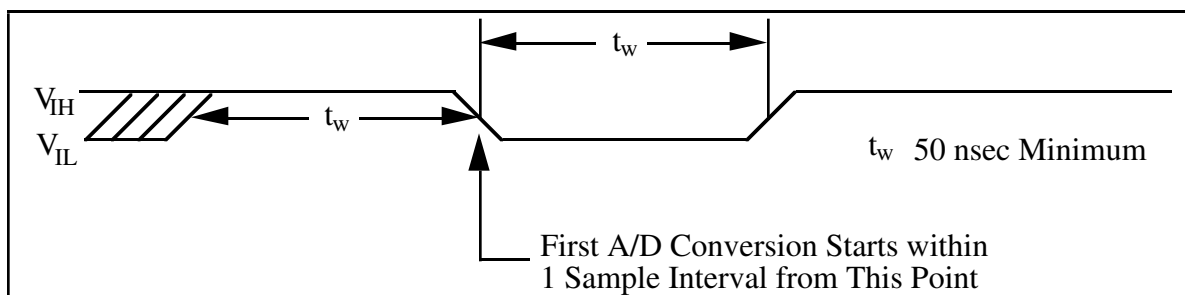 t_w
V_IH
t_w
V_IL
t_w 50 nsec Minimum
First A/D Conversion Starts within
1 Sample Interval from This Point